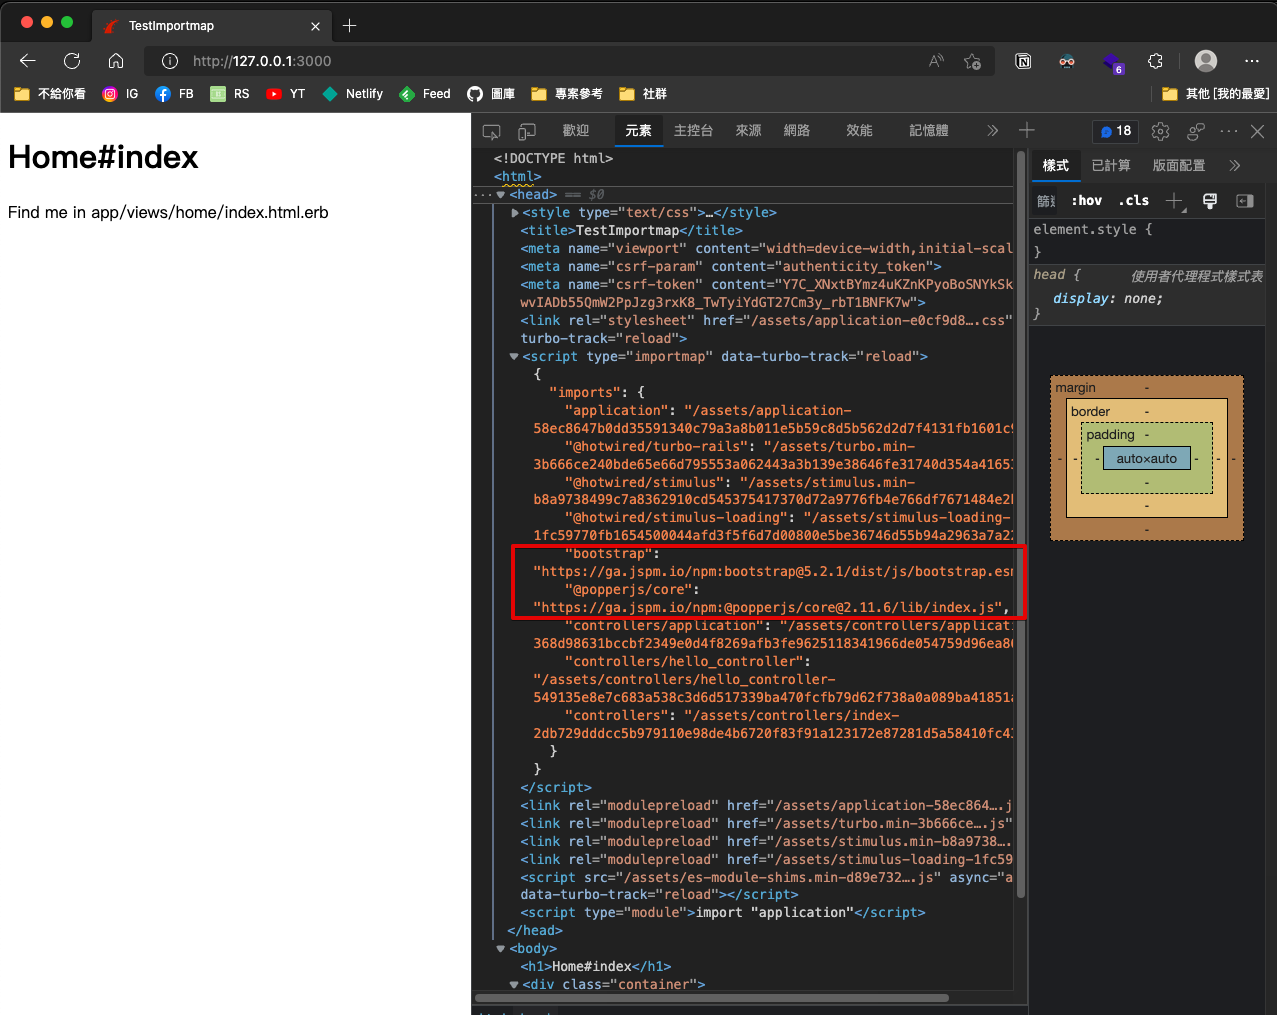 TestImportmap
http://127.0.0.1:3000
6
不給你看
IG
FB
RS
YT
Netlify
Feed
圖庫
專案參考
社群
其他 [我的最愛]
Home#index
Find me in app/views/home/index.html.erb
歡迎
元素
主控台
來源
網路
效能
記憶體
18
<!DOCTYPE html>
<html>
<head> == $0
<style type="text/css">…</style>
<title>TestImportmap</title>
<meta name="viewport" content="width=device-width,initial-scal
<meta name="csrf-param" content="authenticity_token">
<meta name="csrf-token" content="Y7C_XNxtBYmz4uKZnKPyoBoSNYkSk
wvIADb55QmW2PpJzg3rxK8_TwTyiYdGT27Cm3y_rbT1BNFK7w">
<link rel="stylesheet" href="/assets/application-e0cf9d8….css"
turbo-track="reload">
<script type="importmap" data-turbo-track="reload">
{
"imports": {
"application": "/assets/application-
58ec8647b0dd35591340c79a3a8b011e5b59c8d5b562d2d7f4131fb1601c9
"@hotwired/turbo-rails": "/assets/turbo.min-
3b666ce240bde65e66d795553a062443a3b139e38646fe31740d354a41653
"@hotwired/stimulus": "/assets/stimulus.min-
b8a9738499c7a8362910cd545375417370d72a9776fb4e766df7671484e2
"@hotwired/stimulus-loading": "/assets/stimulus-loading-
1fc59770fb1654500044afd3f5f6d7d00800e5be36746d55b94a2963a7a22
"bootstrap":
"https://ga.jspm.io/npm:bootstrap@5.2.1/dist/js/bootstrap.esm
"@popperjs/core":
"https://ga.jspm.io/npm:@popperjs/core@2.11.6/lib/index.js",
"controllers/application": "/assets/controllers/applicati
368d98631bccbf2349e0d4f8269afb3fe9625118341966de054759d96ea8
"controllers/hello_controller":
"/assets/controllers/hello_controller-
549135e8e7c683a538c3d6d517339ba470fcfb79d62f738a0a089ba41851a
"controllers": "/assets/controllers/index-
2db729dddcc5b979110e98de4b6720f83f91a123172e87281d5a58410fc4
}
}
</script>
<link rel="modulepreload" href="/assets/application-58ec864….j
<link rel="modulepreload" href="/assets/turbo.min-3b666ce….js"
<link rel="modulepreload" href="/assets/stimulus.min-b8a9738….
<link rel="modulepreload" href="/assets/stimulus-loading-1fc59
<script src="/assets/es-module-shims.min-d89e732….js" async="a
data-turbo-track="reload"></script>
<script type="module">import "application"</script>
</head>
<body>
<h1>Home#index</h1>
<div class="container">
樣式
已計算
版面配置
:hov
.cls
element.style {
}
head {
使用者代理程式樣式表
display: none;
}
margin
-
border
-
padding
-
- - - auto×auto - - -
-
-
-